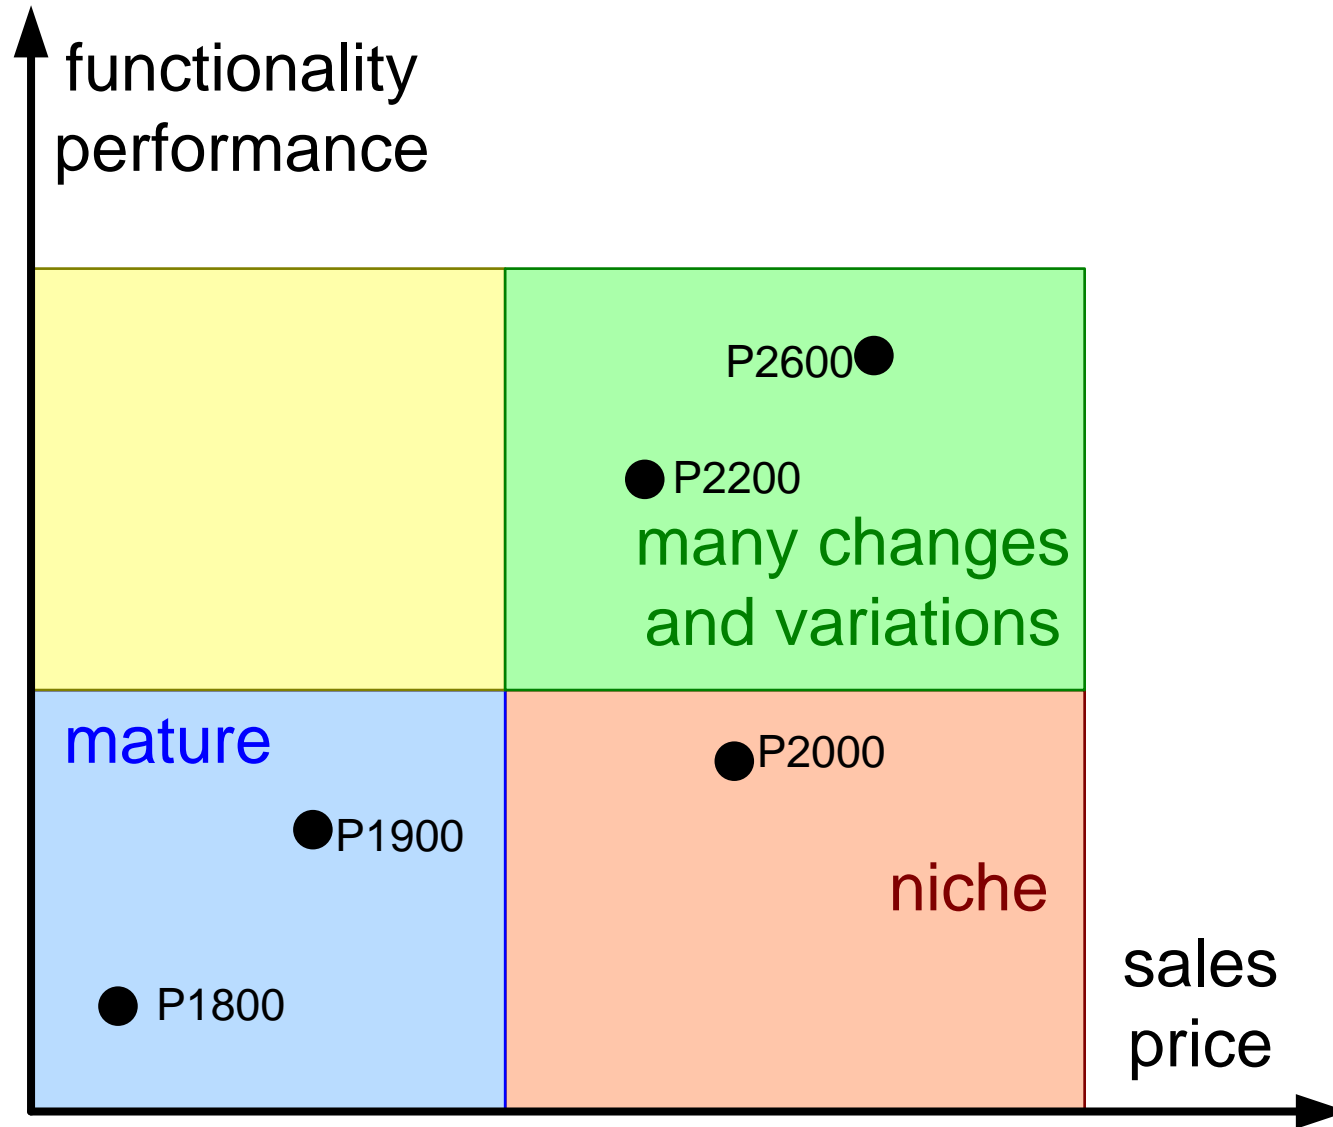 functionality
performance
P2600
P2200
many changes
and variations
mature
P2000
P1900
niche
sales
price
P1800